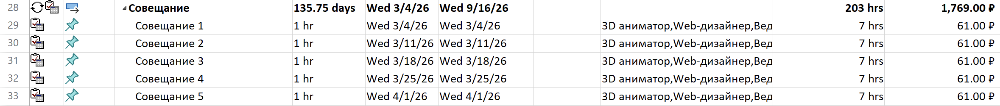 28 Совещание 135.75 days Wed 3/4/26 Wed 9/16/26 203 hrs 1,769.00 ₽
29 Совещание 1 1 hr Wed 3/4/26 Wed 3/4/26 3D аниматор,Web-дизайнер,Вед 7 hrs 61.00 ₽
30 Совещание 2 1 hr Wed 3/11/26 Wed 3/11/26 3D аниматор,Web-дизайнер,Вед 7 hrs 61.00 ₽
31 Совещание 3 1 hr Wed 3/18/26 Wed 3/18/26 3D аниматор,Web-дизайнер,Вед 7 hrs 61.00 ₽
32 Совещание 4 1 hr Wed 3/25/26 Wed 3/25/26 3D аниматор,Web-дизайнер,Вед 7 hrs 61.00 ₽
33 Совещание 5 1 hr Wed 4/1/26 Wed 4/1/26 3D аниматор,Web-дизайнер,Вед 7 hrs 61.00 ₽